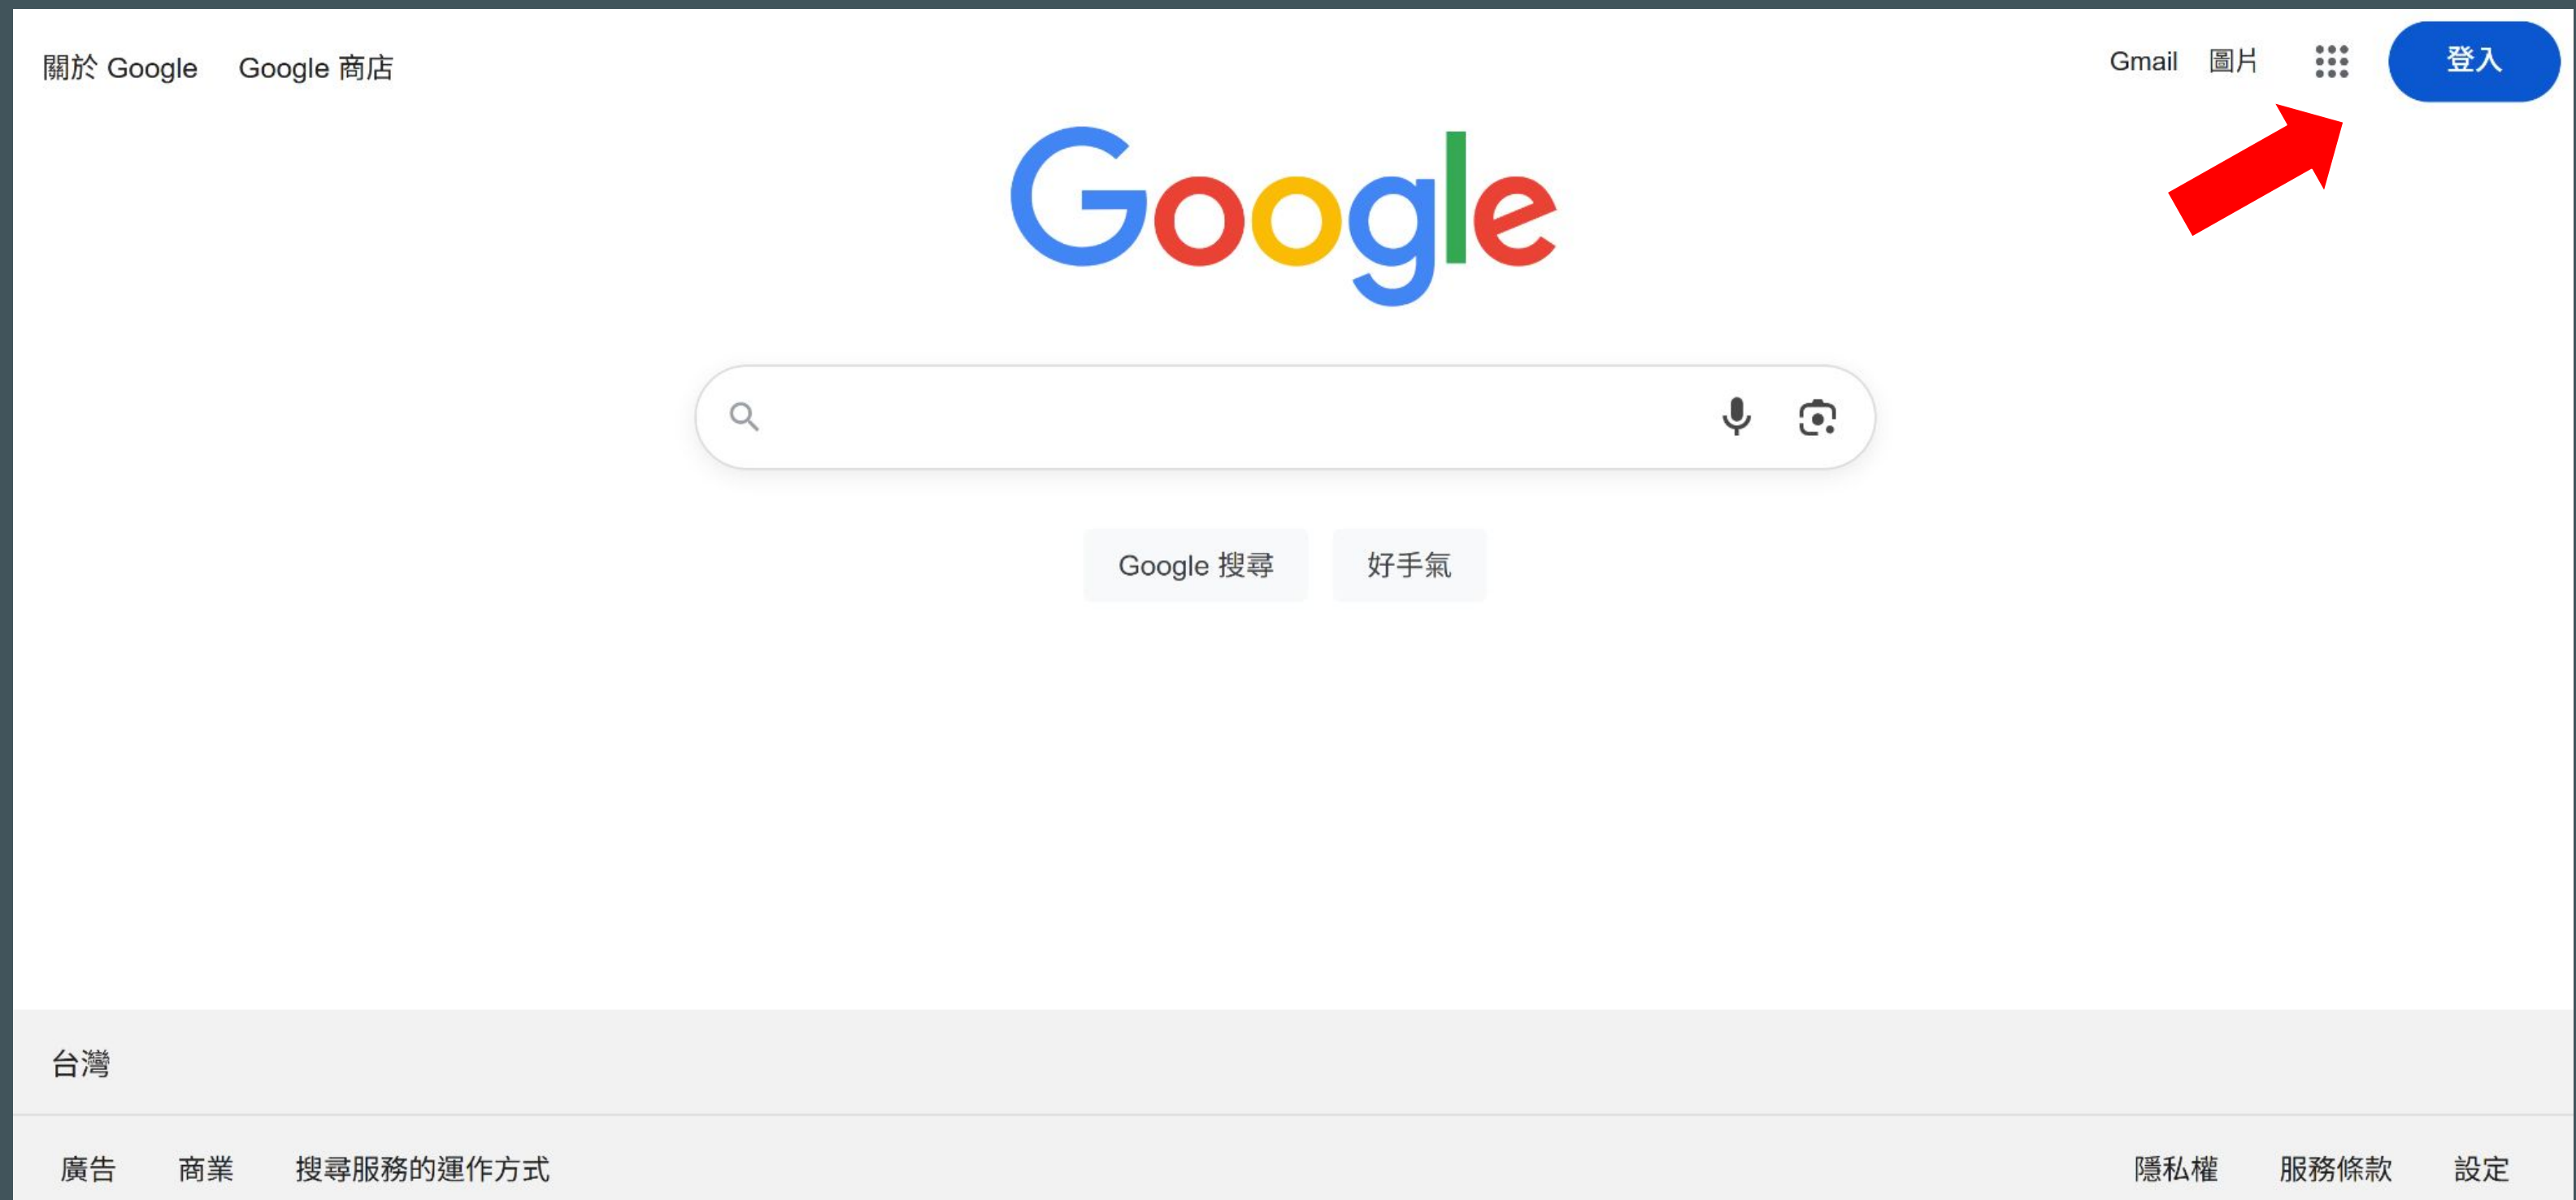 關於 Google Google 商店 Gmail 圖片 登入
Google
Google 搜尋 好手氣
台灣
廣告 商業 搜尋服務的運作方式 隱私權 服務條款 設定